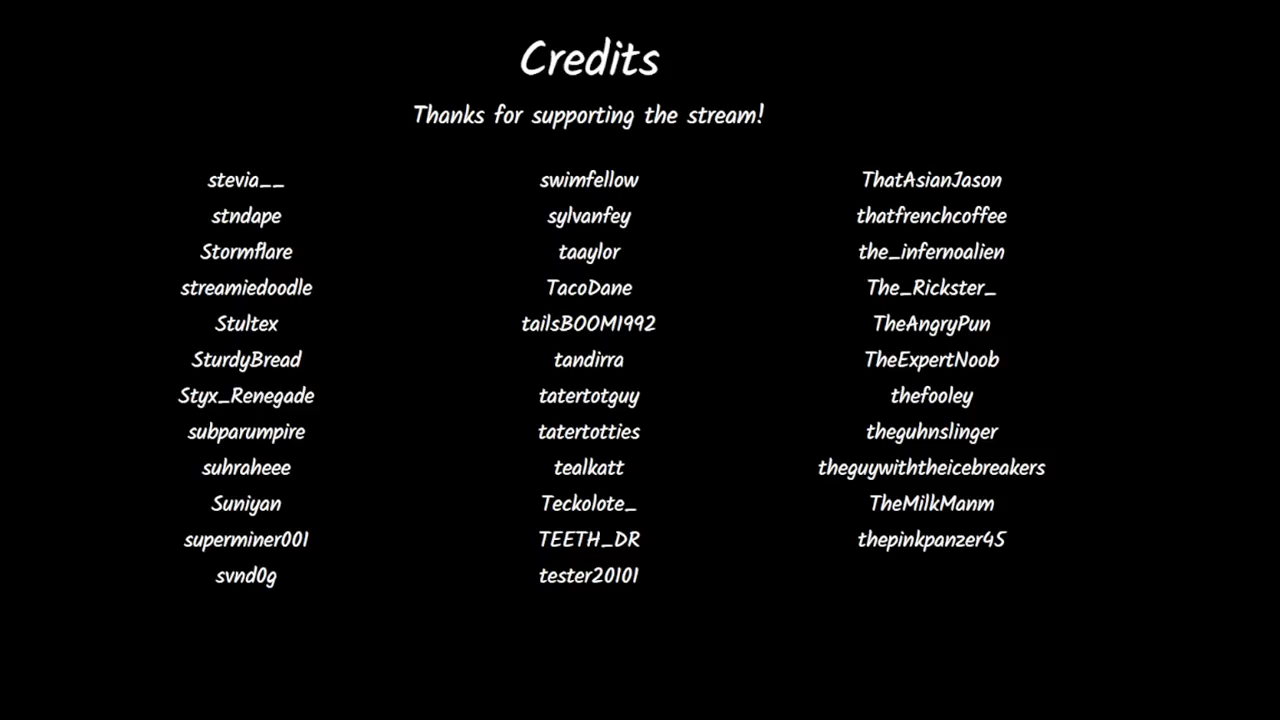 Credits
Thanks for supporting the stream!
stevia__
stndape
Stormflare
streamiedoodle
Stultex
SturdyBread
Styx_Renegade
subparumpire
suhraheee
Suniyan
superminer001
svnd0g
swimfellow
sylvanfey
taaylor
TacoDane
tailsBOOM1992
tandirra
tatertotguy
tatertotties
tealkatt
Teckolote_
TEETH_DR
tester20101
ThatAsianJason
thatfrenchcoffee
the_infernoalien
The_Rickster_
TheAngryPun
TheExpertNoob
thefooley
theguhnslinger
theguywiththeicebreakers
TheMilkManm
thepinkpanzer45